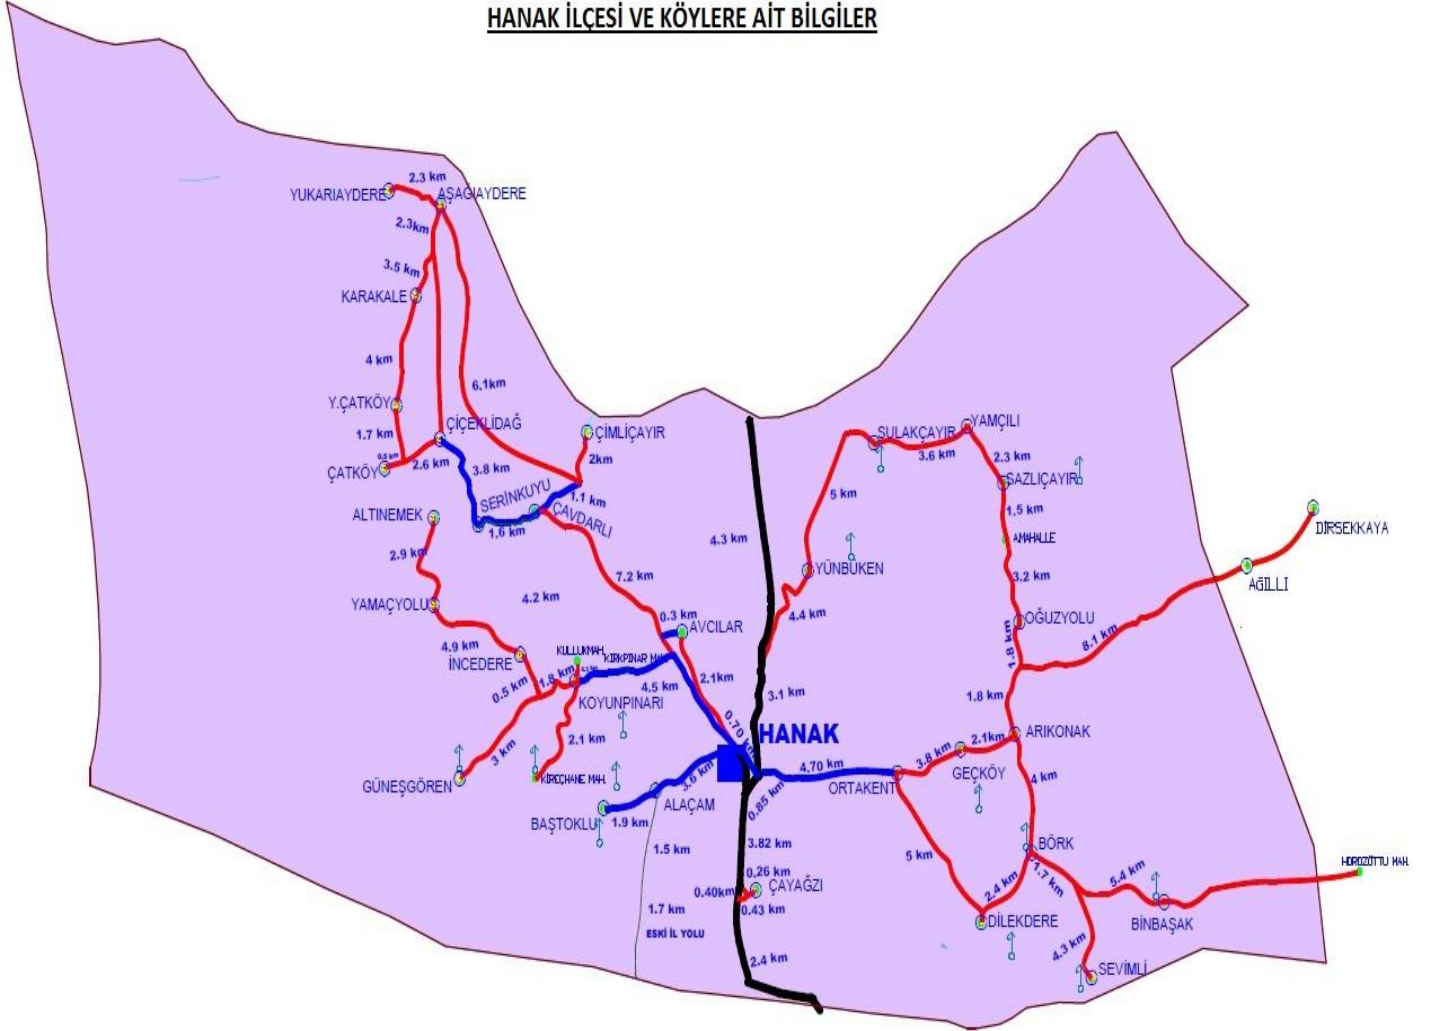 HANAK İLÇESİ VE KÖYLERE AİT BİLGİLER
2.3 km
YUKARIAYDERE
AŞAGIAYDERE
2.3km
3.5 km
KARAKALE
4 km
6.1km
Y.ÇATKÖY
1.7 km
ÇİÇEKLİDAĞ
ÇİMLİÇAYIR
2km
0.5 km
ÇATKÖY
2.6 km
3.8 km
SERİNKUYU
1.1 km
ÇAVDARLI
1.6 km
ALTINEMEK
2.9 km
7.2 km
4.2 km
YAMAÇYOLU
0.3 km
AVCILAR
4.9 km
İNCEDERE
KULLUKMAH.
KIRKPINAR MAH.
1.8 km
0.5 km
4.5 km
2.1km
KOYUNPINARI
0.70 km
2.1 km
3 km
GÜNEŞGÖREN
KİREÇHANE MAH.
3.6 km
ALAÇAM
BAŞTOKLU
1.9 km
1.5 km
1.7 km
ESKİ İL YOLU
4.3 km
3.1 km
HANAK
4.70 km
0.85 km
3.82 km
0.26 km
0.40km
ÇAYAĞZI
0.43 km
2.4 km
SULAKÇAYIR
YAMÇILI
3.6 km
2.3 km
5 km
SAZLIÇAYIR
1.5 km
A.MAHALLE
YÜNBÜKEN
3.2 km
4.4 km
OĞUZYOLU
1.8 km
8.1 km
DİRSEKKAYA
AĞILLI
1.8 km
ARIKONAK
2.1km
3.8 km
GEÇKÖY
ORTAKENT
4 km
5 km
BÖRK
1.7 km
2.4 km
DİLEKDERE
5.4 km
BİNBAŞAK
4.3 km
SEVİMLİ
HOROZÖTTU MAH.